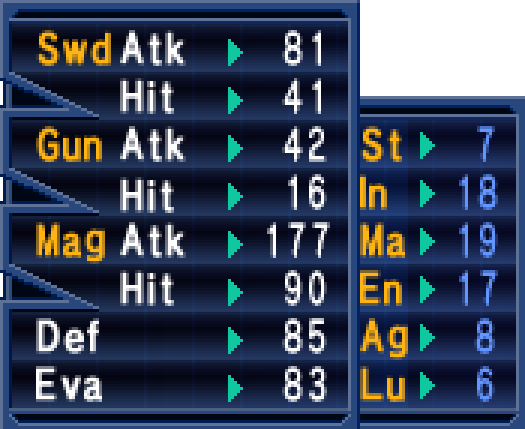 Swd Atk 81
Hit 41
Gun Atk 42
Hit 16
Mag Atk 177
Hit 90
Def 85
Eva 83
St 7
In 18
Ma 19
En 17
Ag 8
Lu 6